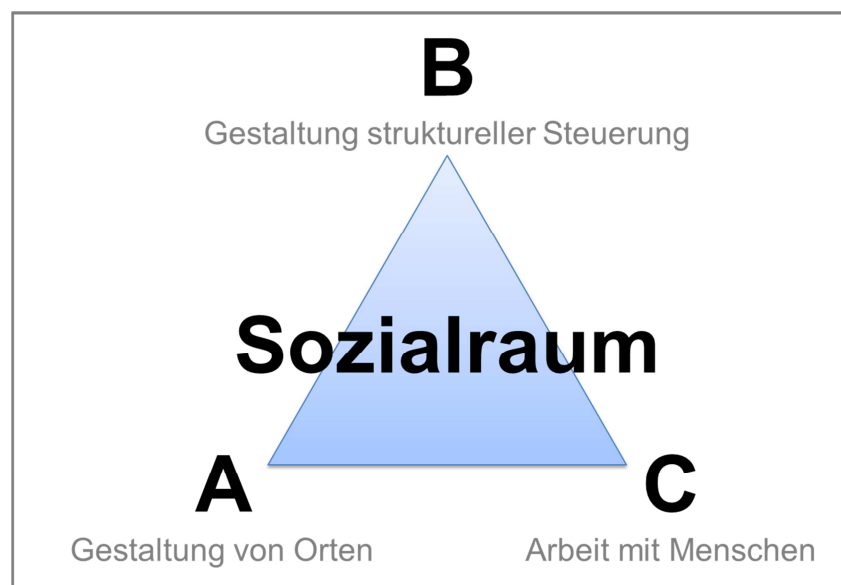 B
Gestaltung struktureller Steuerung
Sozialraum
A
C
Gestaltung von Orten
Arbeit mit Menschen